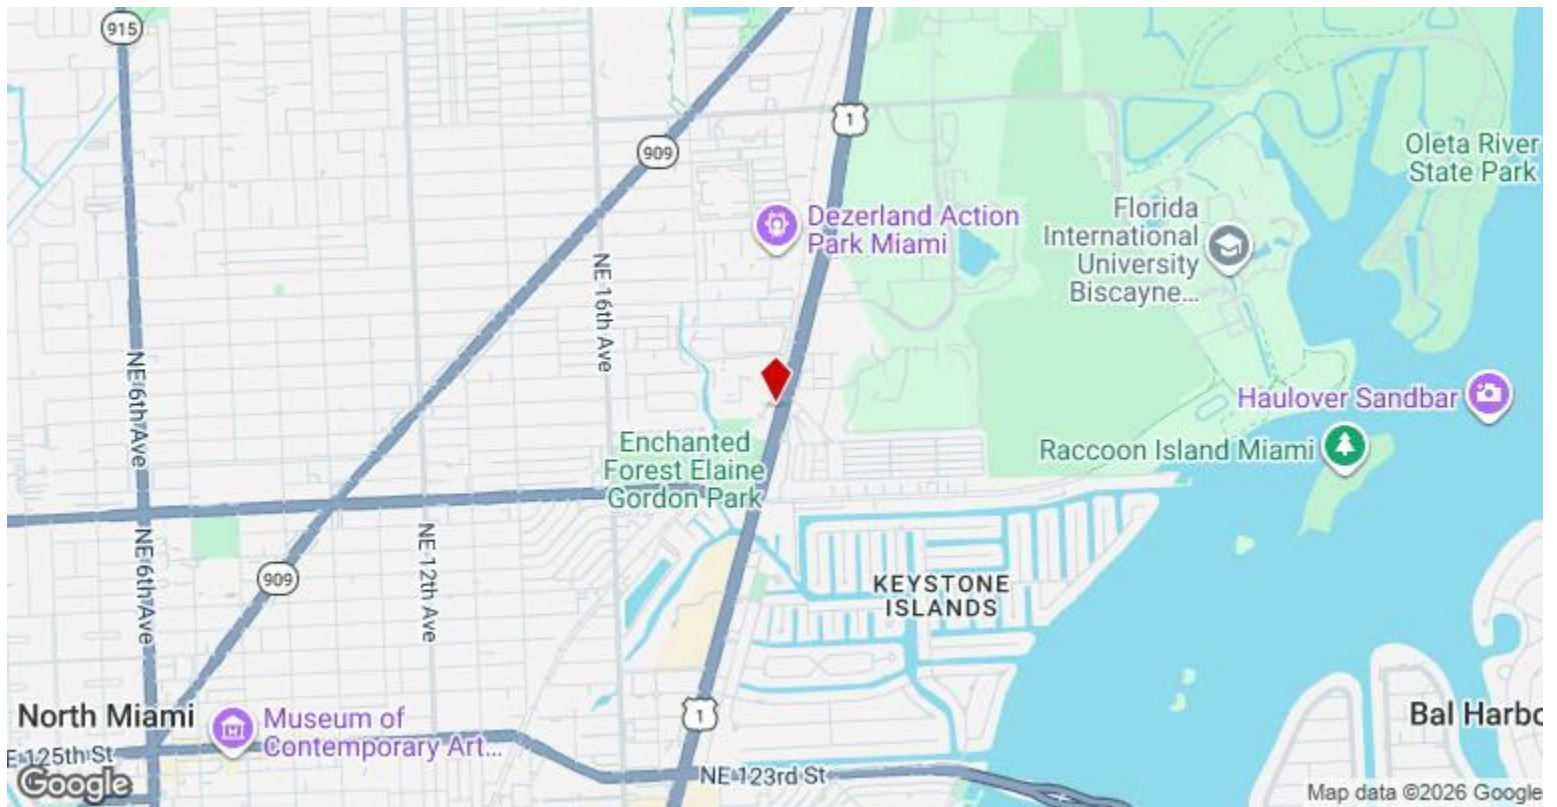 915
1
909
Oleta River
State Park
Dezerland Action
Park Miami
Florida
International
University
Biscayne...
NE 16th Ave
NE 6th Ave
Haulover Sandbar
Enchanted
Forest Elaine
Gordon Park
Raccoon Island Miami
NE 6th Ave
NE 12th Ave
909
KEYSTONE
ISLANDS
North Miami
Museum of
Contemporary Art...
1
Bal Harbo
E 125th St
NE 123rd St
Google
Map data ©2026 Google